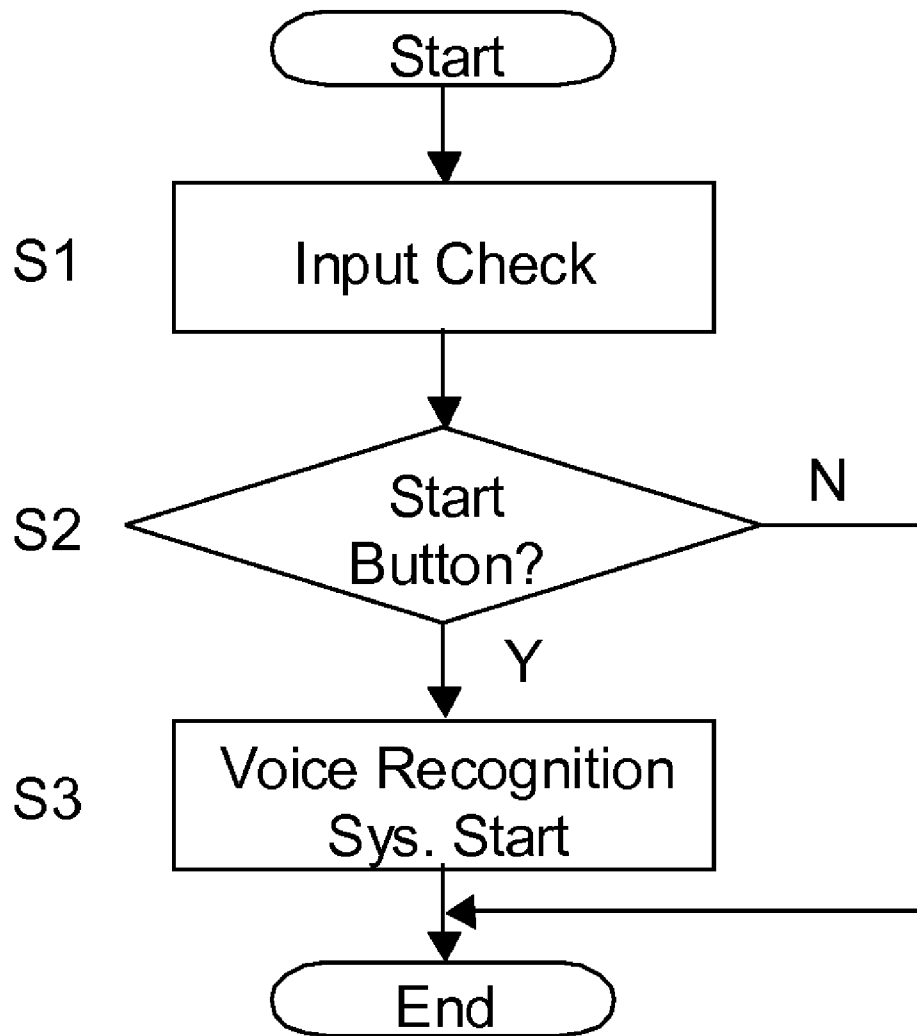 Start
S1
Input Check
S2
Start
Button?
N
Y
S3
Voice Recognition
Sys. Start
End